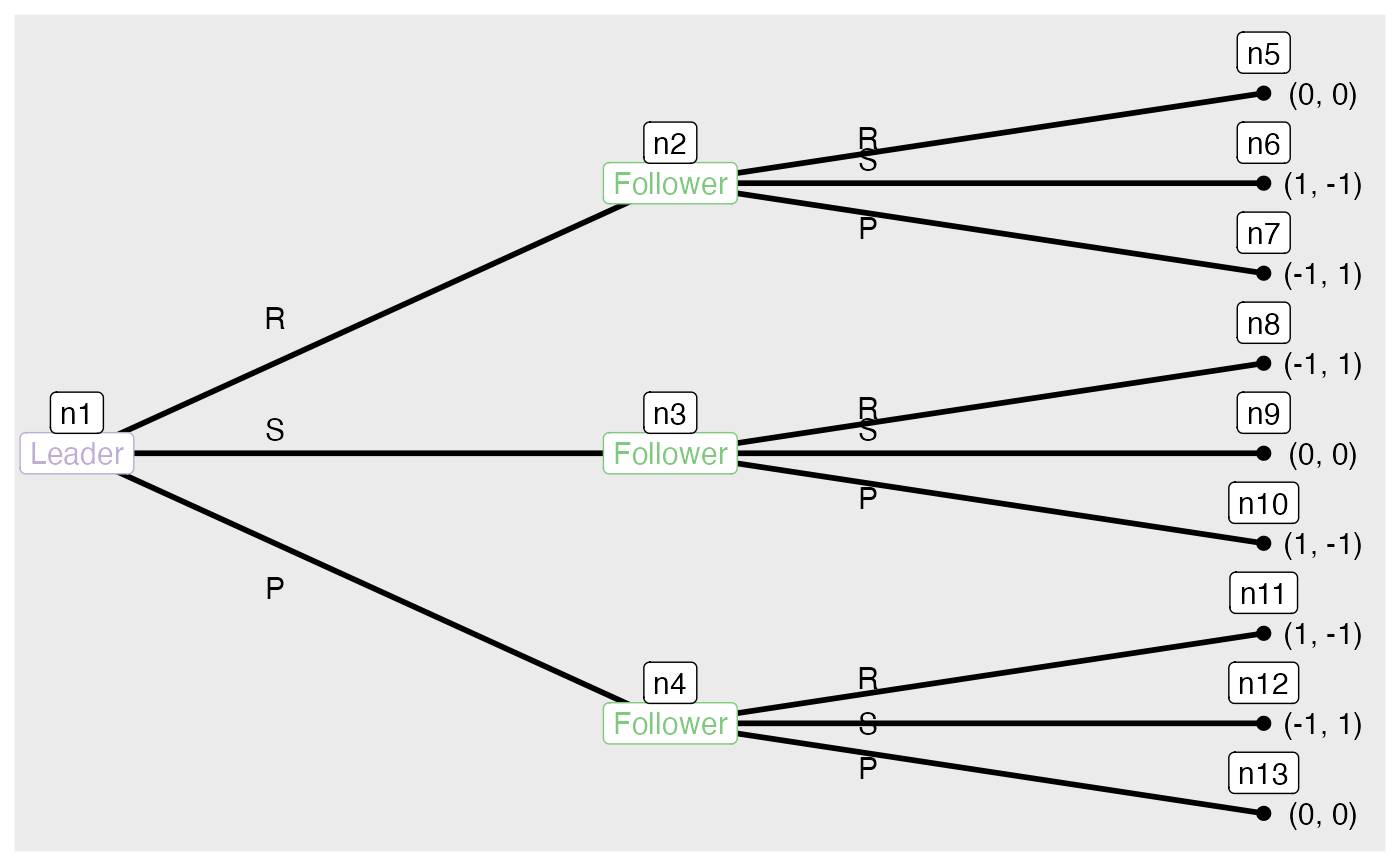 n5
(0, 0)
R
n2
n6
S
Follower
(1, -1)
P
n7
(-1, 1)
R
n8
(-1, 1)
n1
n3
R
n9
S
S
Leader
Follower
(0, 0)
P
n10
(1, -1)
P
n11
(1, -1)
n4
R
n12
Follower
S
(-1, 1)
P
n13
(0, 0)